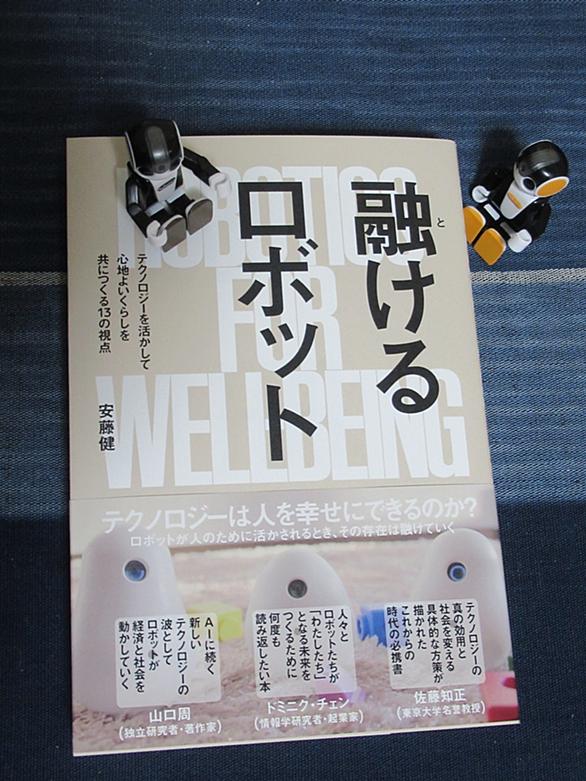 ROBOTICS
FOR
WELLBEING
と
融ける
ロボット
テクノロジーを活かして
心地よいくらしを
共につくる13の視点
安藤健
テクノロジーは人を幸せにできるのか?
ロボットが人のために活かされるとき、その存在は融けていく
テクノロジーの
真の効用と
社会を変える
具体的な方策が
描かれた
これからの
時代の必携書
佐藤知正
(東京大学名誉教授)
人々と
ロボットたちが
「わたしたち」
となる未来を
つくるために
何度も
読み返したい本
ドミニク・チェン
(情報学研究者・起業家)
AIに続く
新しい
テクノロジーの
波として
ロボットが
経済と社会を
動かしていく
山口周
(独立研究者・著作家)